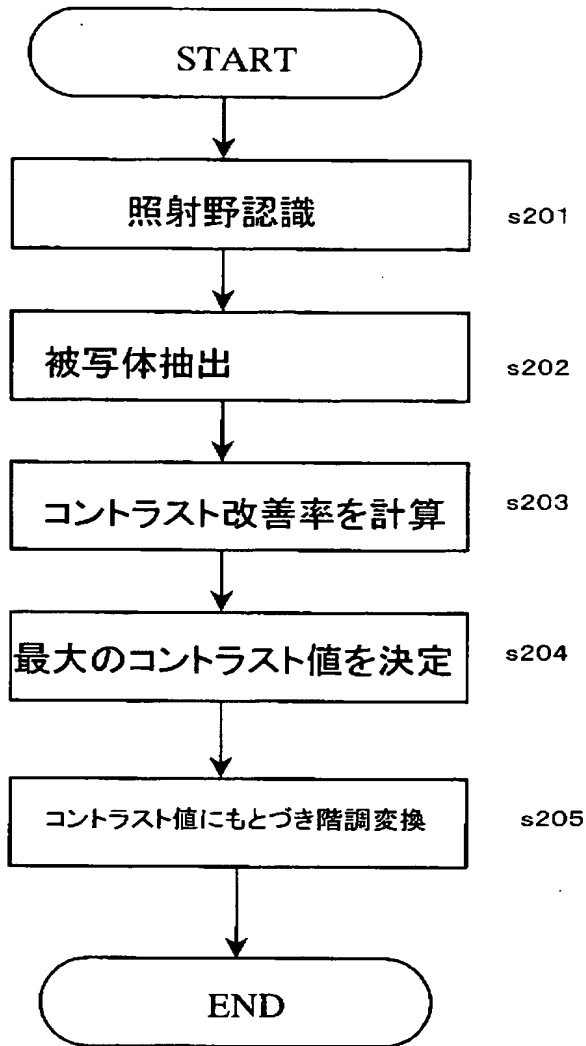 START
照射野認識
s201
被写体抽出
s202
コントラスト改善率を計算
s203
最大のコントラスト値を決定
s204
コントラスト値にもとづき階調変換
s205
END